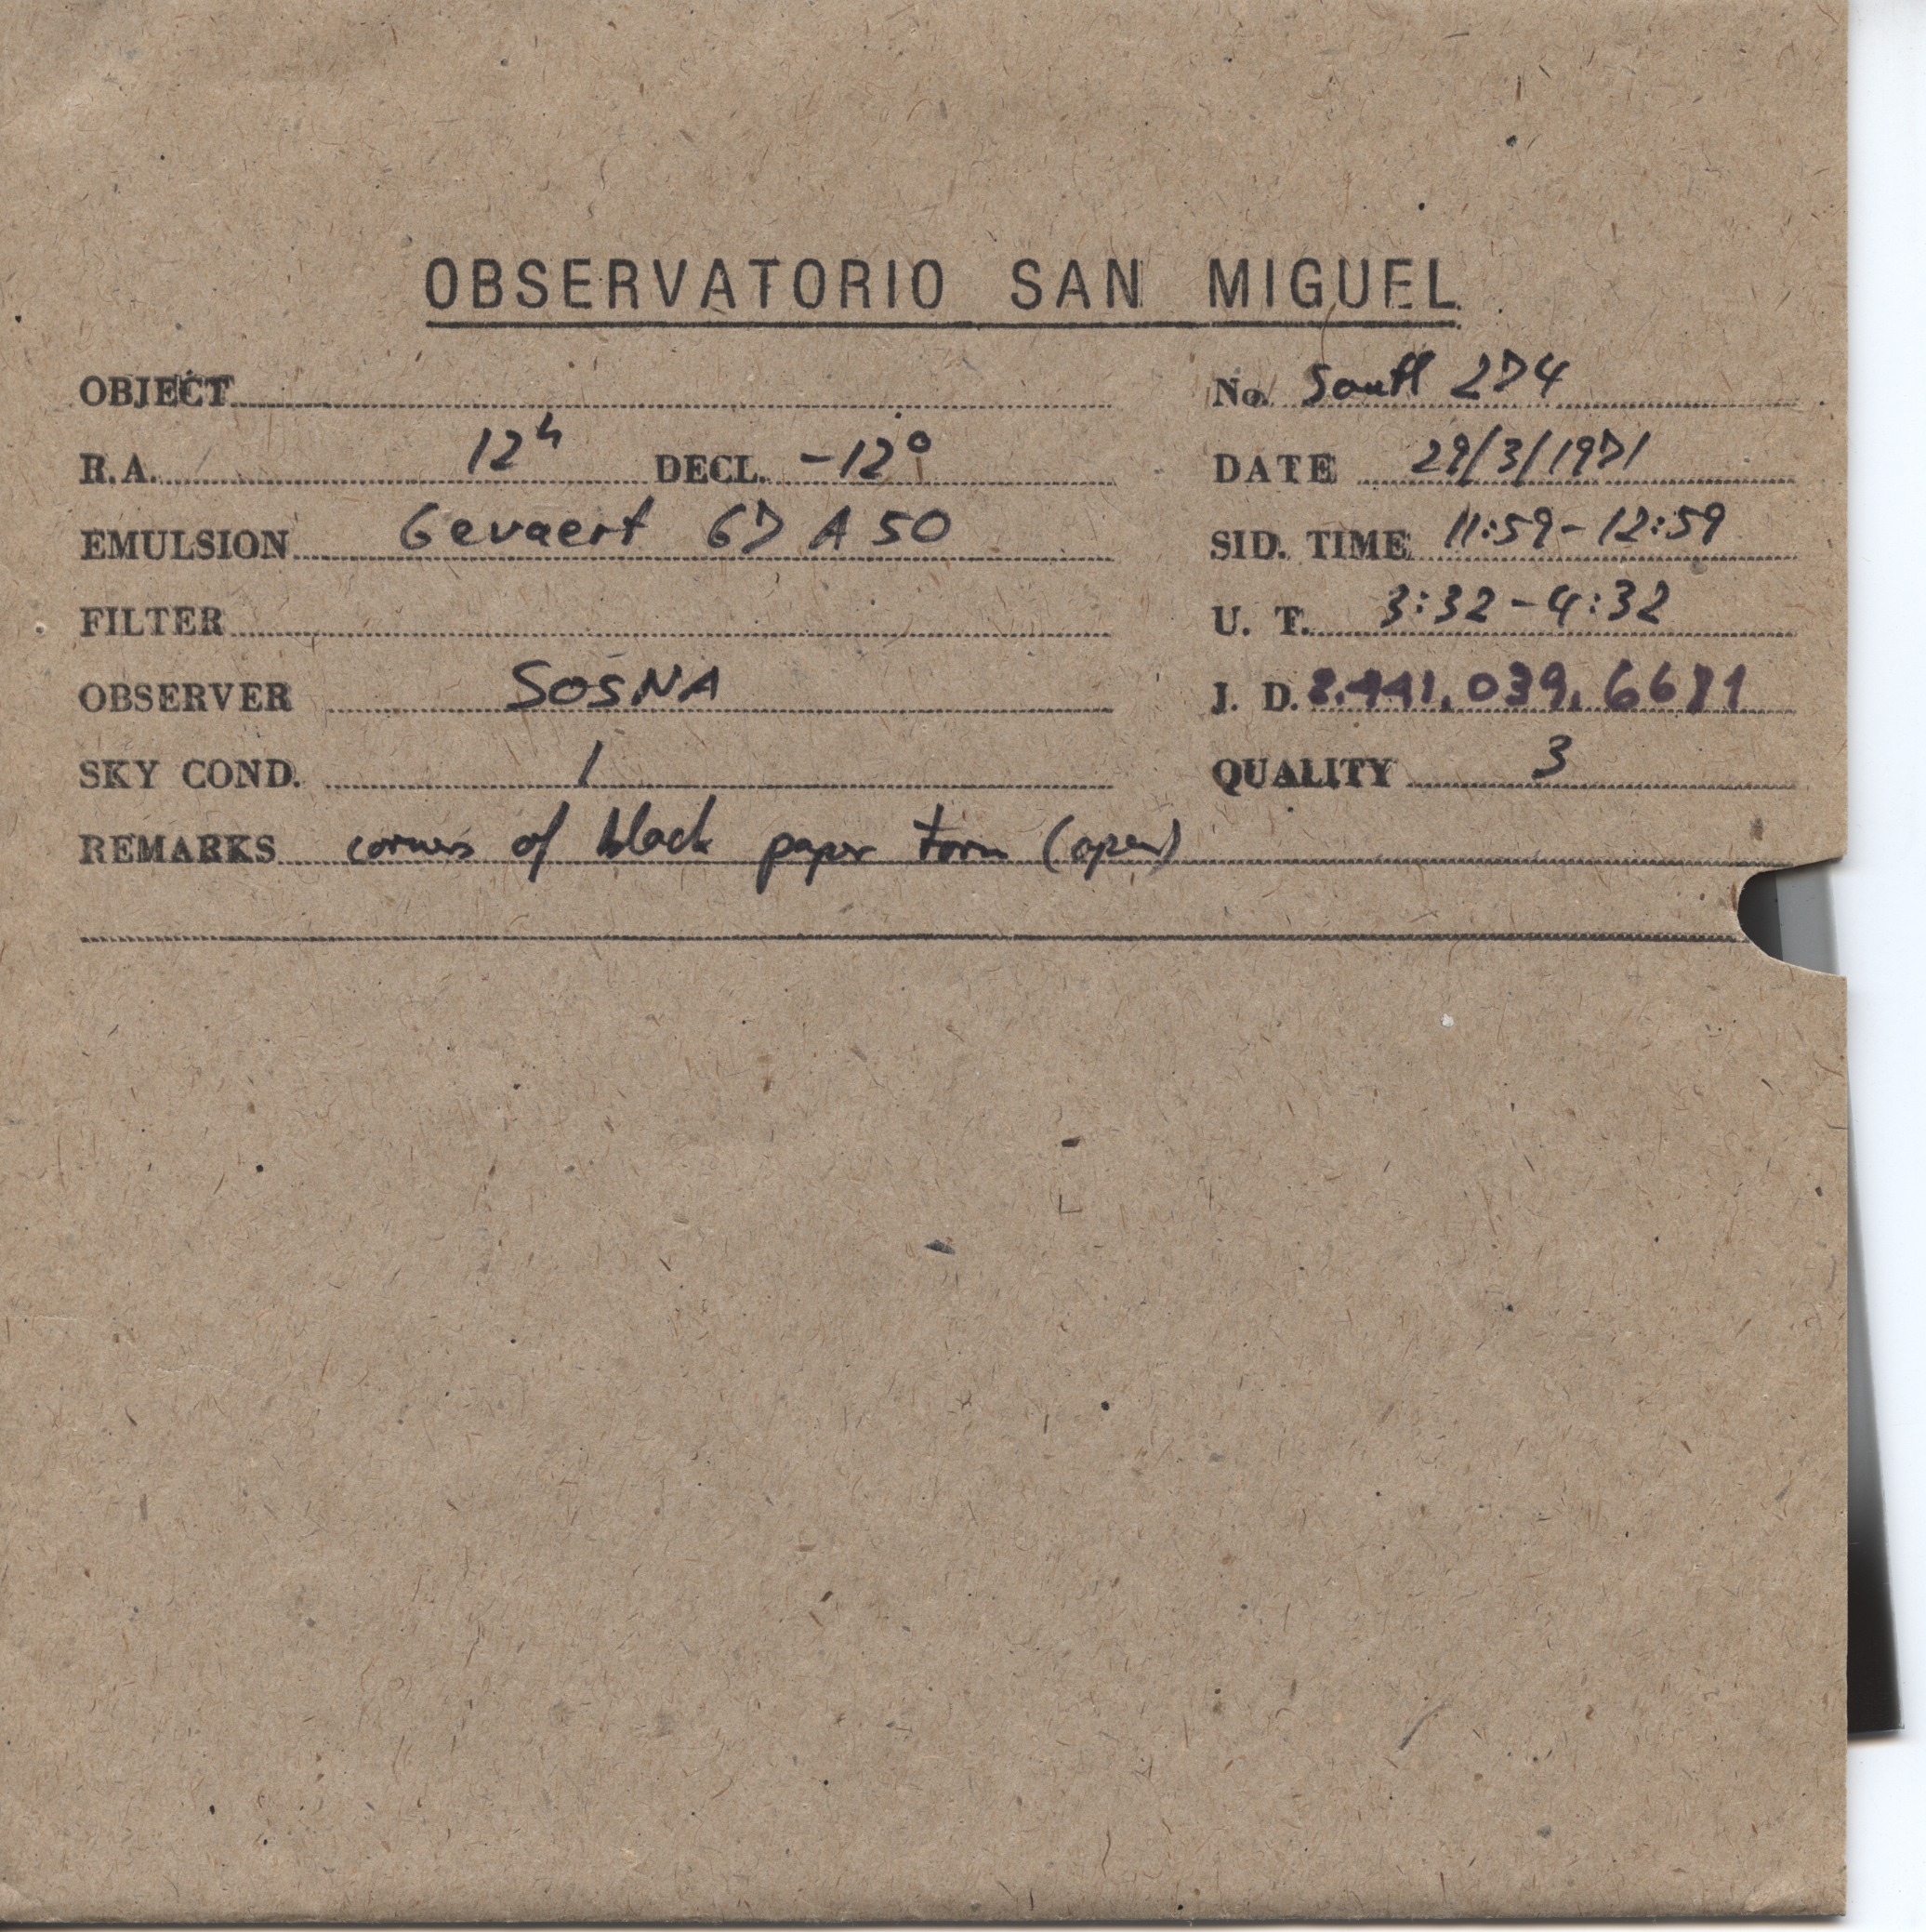 OBSERVATORIO SAN MIGUEL
OBJECT No. South 274
R.A. 12h DECL. -12° DATE 29/3/1971
EMULSION Gevaert 67 A 50 SID. TIME 11:59-12:59
FILTER U. T. 3:32-4:32
OBSERVER SOSNA J. D. 2.441.039,6681
SKY COND. 1 QUALITY 3
REMARKS corners of black paper torn (open)